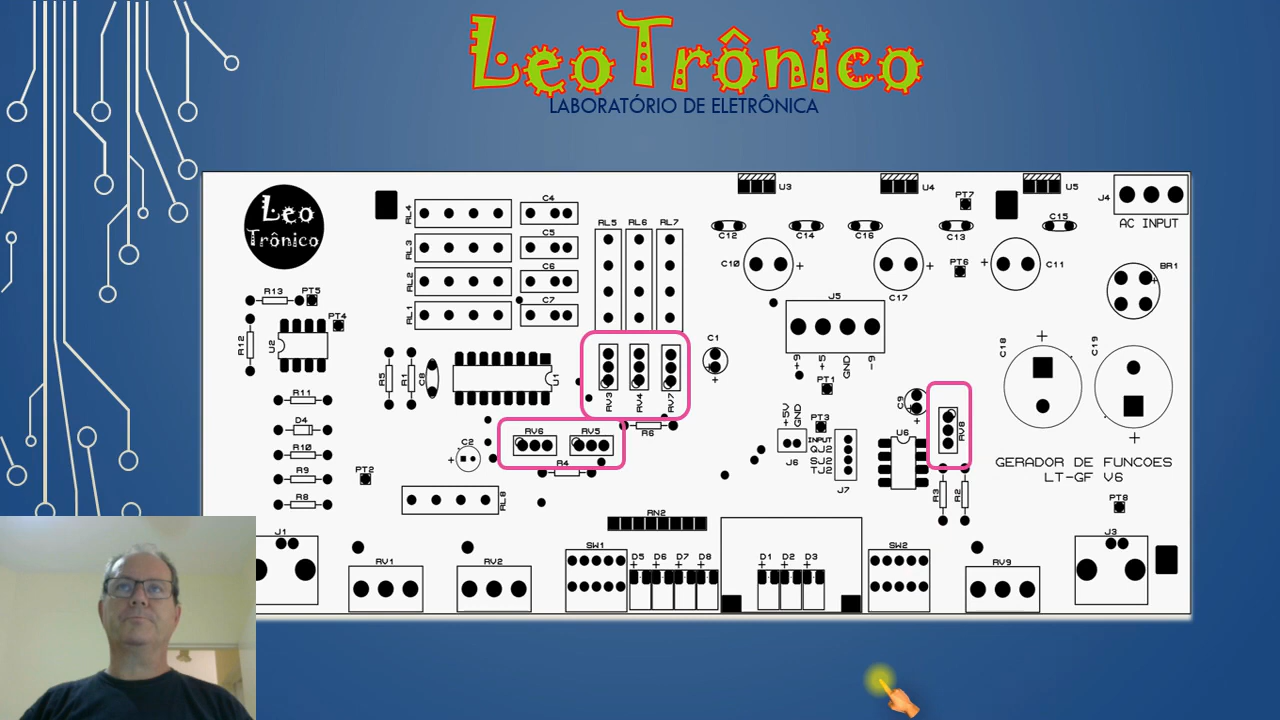 LeoTrônico
LABORATÓRIO DE ELETRÔNICA
Leo
Trônico
U3
U4
U5
PT7
J4
AC INPUT
RL4
C4
RL5 RL6 RL7
C12
C14
C16
C13
C15
RL3
C5
C10
+
C17
+
C11
+
PT6
BR1
+
RL2
C6
R13
PT5
RL1
C7
J5
PT4
R12
U2
C1
+
+9
+5
GND
-9
C18
+
C19
+
R5
R1
C8
U1
RV3
RV4
RV7
PT1
R11
C9
RV8
D4
RV6
RV5
R6
+5V
GND
PT3
INPUT
QJ2
SJ2
TJ2
U6
C2
+
R10
J6
J7
GERADOR DE FUNCOES
LT-GF V6
R9
PT2
R4
R8
RL8
R3
R2
PT8
RN2
J1
RV1
RV2
SW1
D5 D6 D7 D8
+
D1 D2 D3
+
SW2
RV9
J3